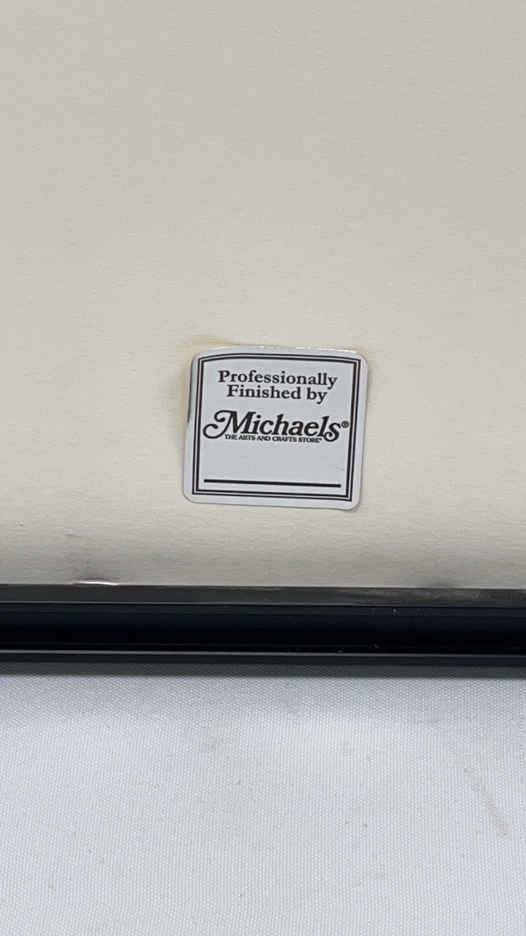 Professionally
Finished by
Michaels®
THE ARTS AND CRAFTS STORE®